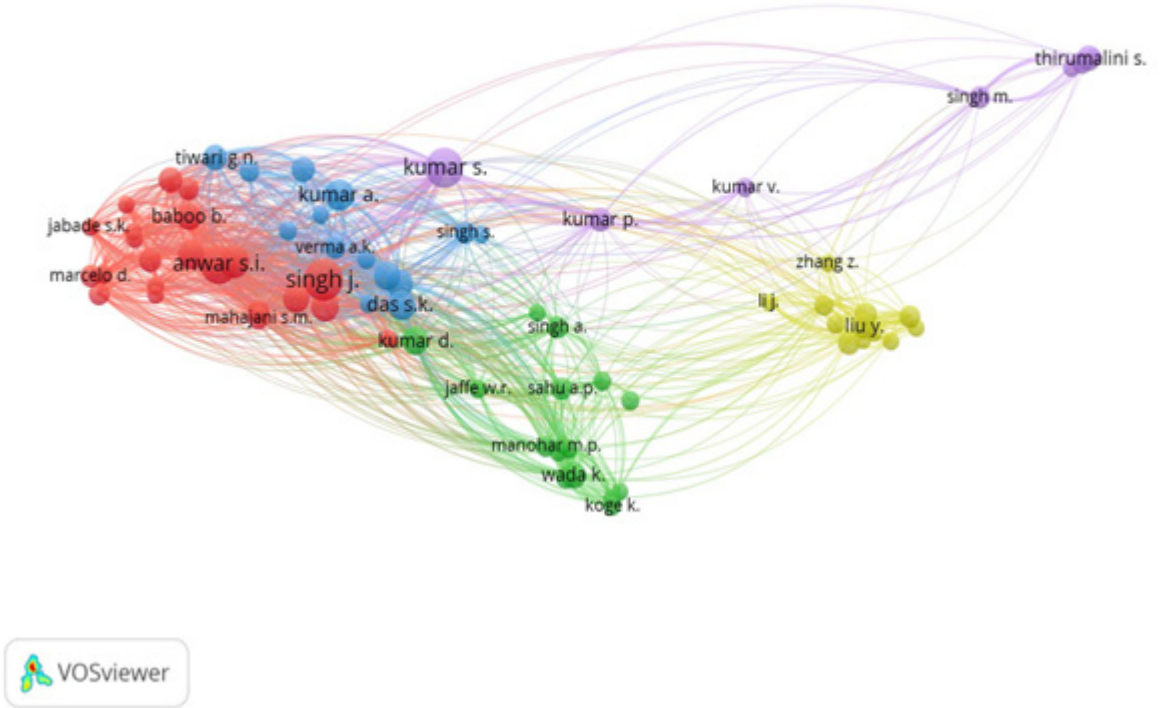 thirumalini s.
singh m.
tiwari g.n.
kumar s.
kumar a.
kumar v.
baboo b.
jabade s.k.
kumar p.
singh s.
verma a.k.
anwar s.i.
zhang z.
marcelo d.
singh j.
li j.
das s.k.
mahajani s.m.
liu y.
singh a.
kumar d.
jaffe w.r.
sahu a.p.
manohar m.p.
wada k.
koge k.
VOSviewer